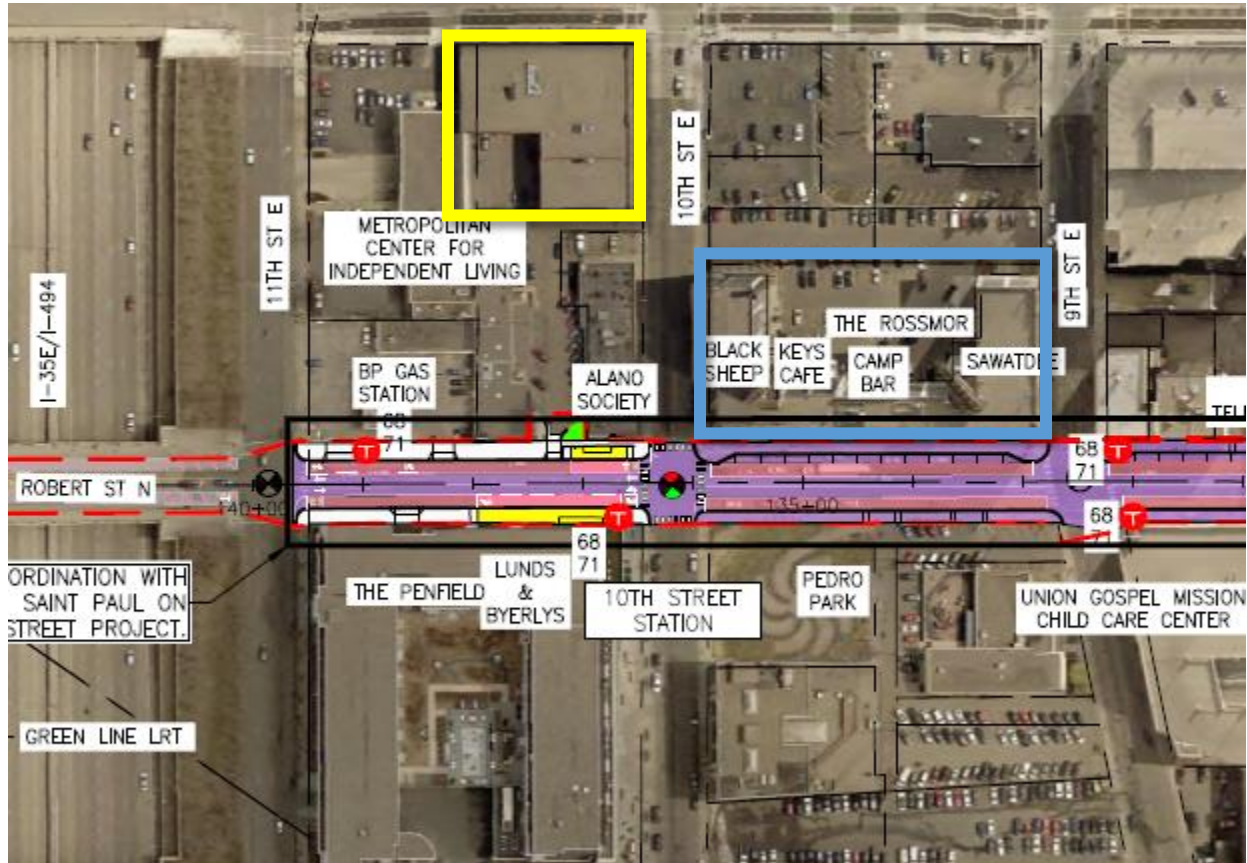 11TH ST E
10TH ST E
9TH ST E
I-35E/I-494
METROPOLITAN
CENTER FOR
INDEPENDENT LIVING
THE ROSSMOR
BLACK
SHEEP
KEYS
CAFE
CAMP
BAR
SAWATDEE
BP GAS
STATION
ALANO
SOCIETY
68
71
68
71
ROBERT ST N
140+00
135+00
68
71
68
71
ORDINATION WITH
SAINT PAUL ON
STREET PROJECT.
THE PENFIELD
LUNDS
&
BYERLYS
10TH STREET
STATION
PEDRO
PARK
UNION GOSPEL MISSION
CHILD CARE CENTER
GREEN LINE LRT